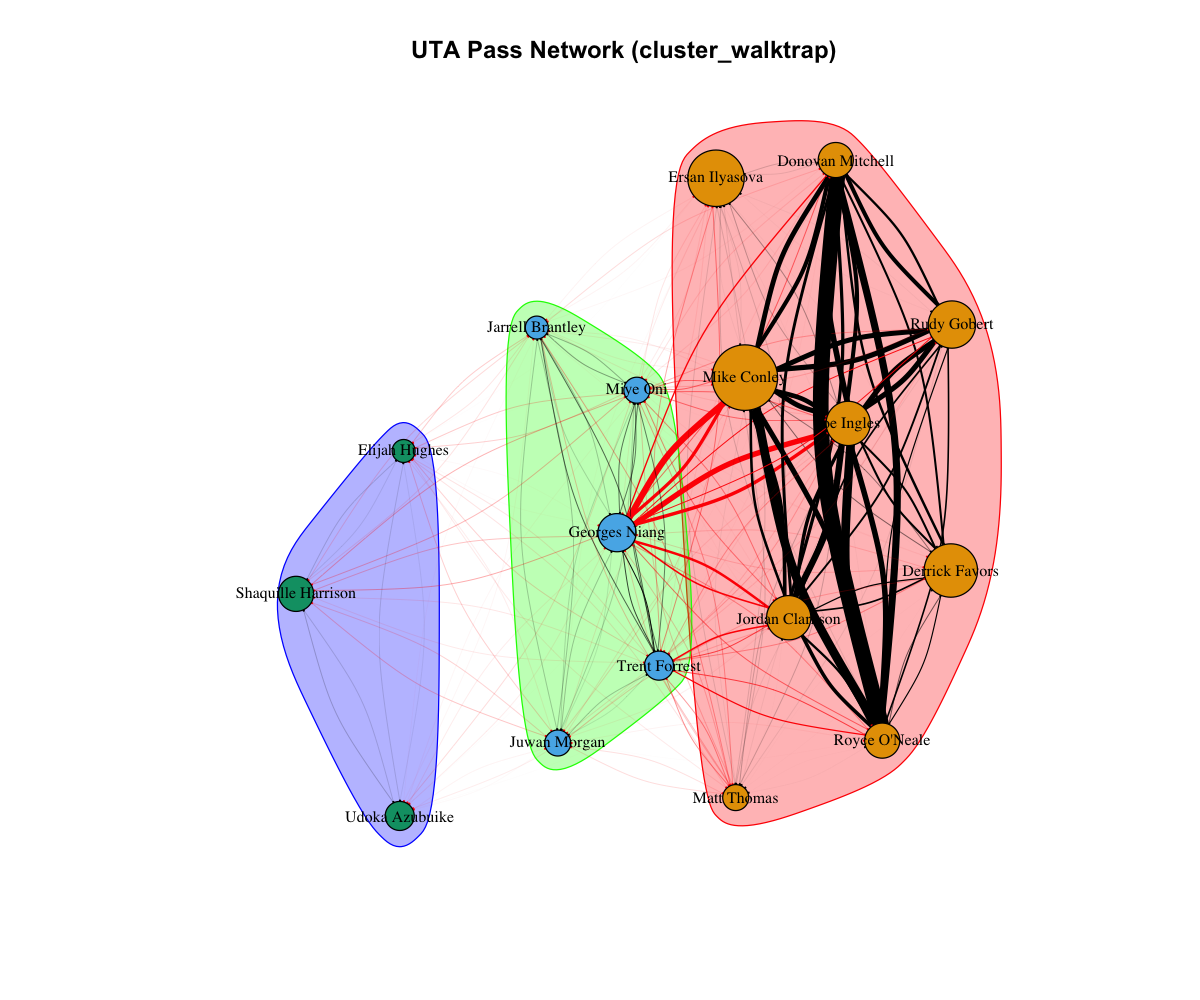 UTA Pass Network (cluster_walktrap)
Donovan Mitchell
Ersan Ilyasova
Rudy Gobert
Jarrell Brantley
Mike Conley
Miye Oni
Joe Ingles
Elijah Hughes
Georges Niang
Derrick Favors
Shaquille Harrison
Jordan Clarkson
Trent Forrest
Royce O'Neale
Juwan Morgan
Matt Thomas
Udoka Azubuike